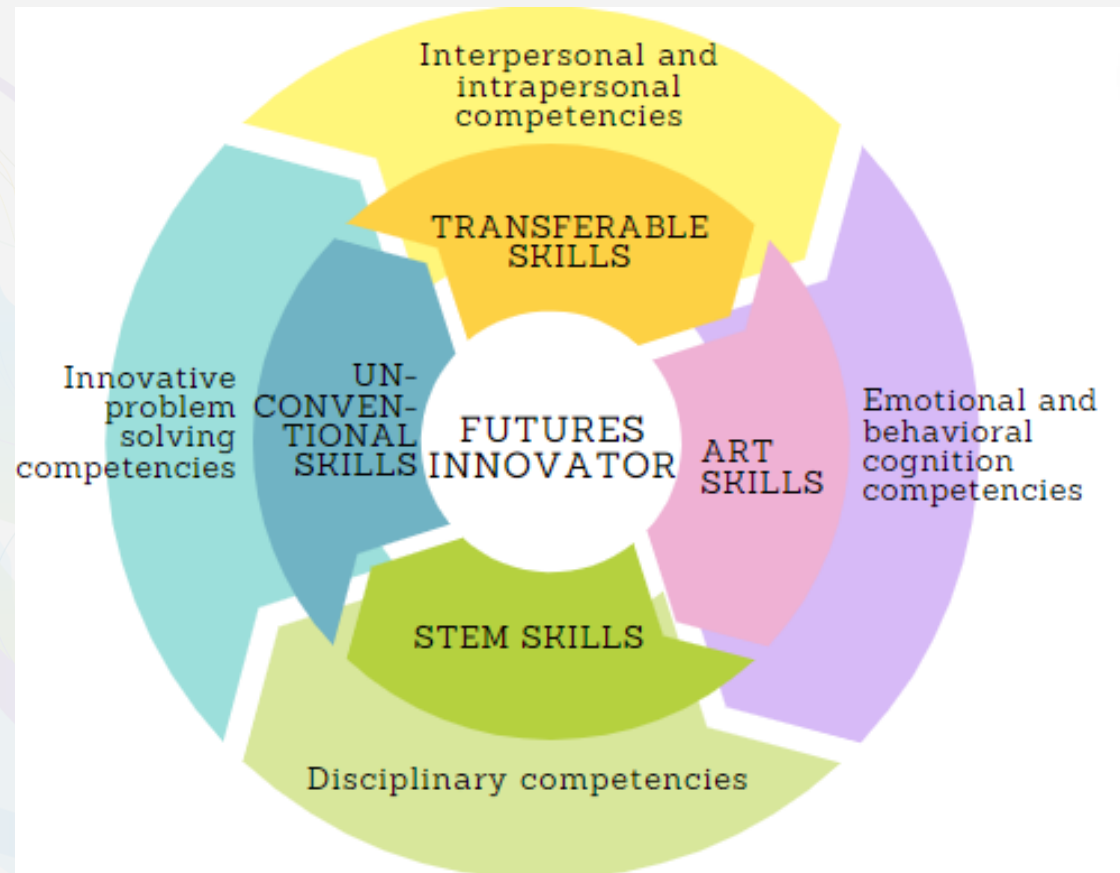 Interpersonal and
intrapersonal
competencies
TRANSFERABLE
SKILLS
Innovative
problem
solving
competencies
UN-
CONVEN-
TIONAL
SKILLS
FUTURES
INNOVATOR
ART
SKILLS
Emotional and
behavioral
cognition
competencies
STEM SKILLS
Disciplinary competencies